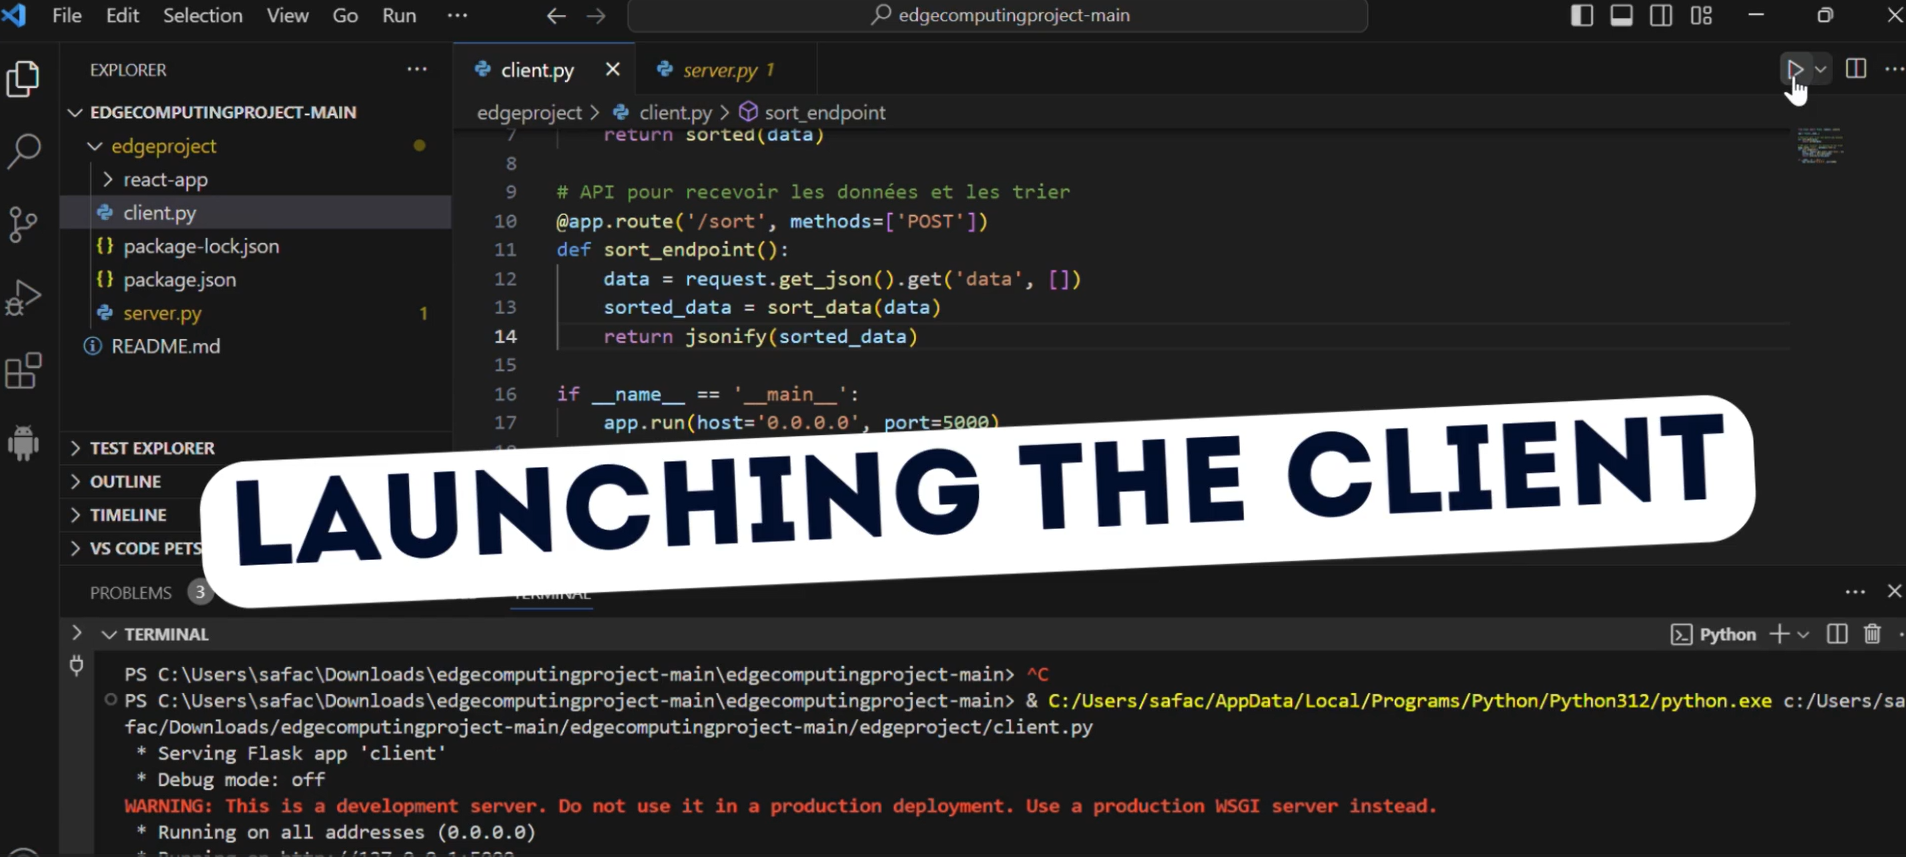 File Edit Selection View Go Run ··· edgecomputingproject-main
EXPLORER ···
client.py server.py 1
EDGECOMPUTINGPROJECT-MAIN
edgeproject > client.py > sort_endpoint
edgeproject
react-app
client.py
package-lock.json
package.json
server.py 1
README.md
7 return sorted(data)
8
9 # API pour recevoir les données et les trier
10 @app.route('/sort', methods=['POST'])
11 def sort_endpoint():
12 data = request.get_json().get('data', [])
13 sorted_data = sort_data(data)
14 return jsonify(sorted_data)
15
16 if __name__ == '__main__':
17 app.run(host='0.0.0.0', port=5000)
TEST EXPLORER
OUTLINE
TIMELINE
VS CODE PETS
LAUNCHING THE CLIENT
PROBLEMS 3 TERMINAL
TERMINAL Python
PS C:\Users\safac\Downloads\edgecomputingproject-main\edgecomputingproject-main> ^C
PS C:\Users\safac\Downloads\edgecomputingproject-main\edgecomputingproject-main> & C:/Users/safac/AppData/Local/Programs/Python/Python312/python.exe c:/Users/sa
fac/Downloads/edgecomputingproject-main/edgecomputingproject-main/edgeproject/client.py
* Serving Flask app 'client'
* Debug mode: off
WARNING: This is a development server. Do not use it in a production deployment. Use a production WSGI server instead.
* Running on all addresses (0.0.0.0)